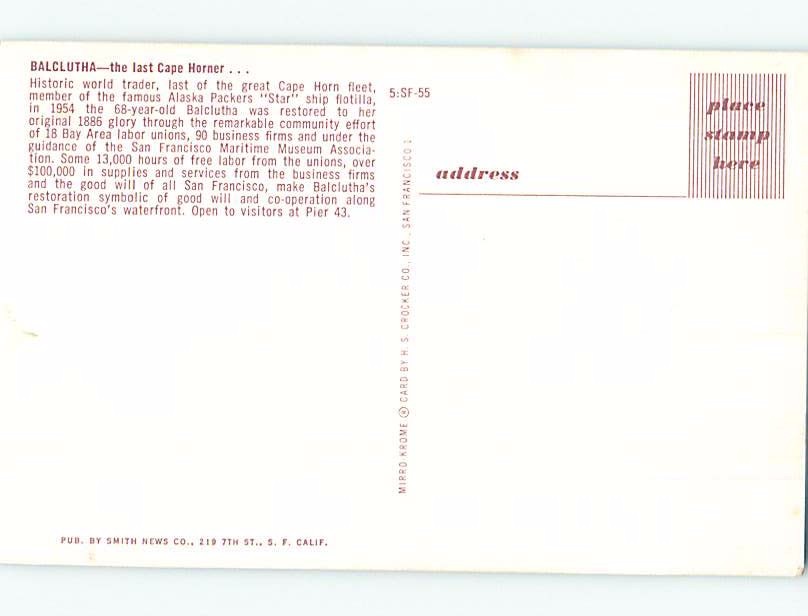 BALCLUTHA—the last Cape Horner . . .
Historic world trader, last of the great Cape Horn fleet,
member of the famous Alaska Packers "Star" ship flotilla,
in 1954 the 68-year-old Balclutha was restored to her
original 1886 glory through the remarkable community effort
of 18 Bay Area labor unions, 90 business firms and under the
guidance of the San Francisco Maritime Museum Associa-
tion. Some 13,000 hours of free labor from the unions, over
$100,000 in supplies and services from the business firms
and the good will of all San Francisco, make Balclutha's
restoration symbolic of good will and co-operation along
San Francisco's waterfront. Open to visitors at Pier 43.
PUB. BY SMITH NEWS CO., 219 7TH ST., S. F. CALIF.
MIRRO KROME ® CARD BY H. S. CROCKER CO., INC., SAN FRANCISCO 1
5:SF-55
address
place
stamp
here